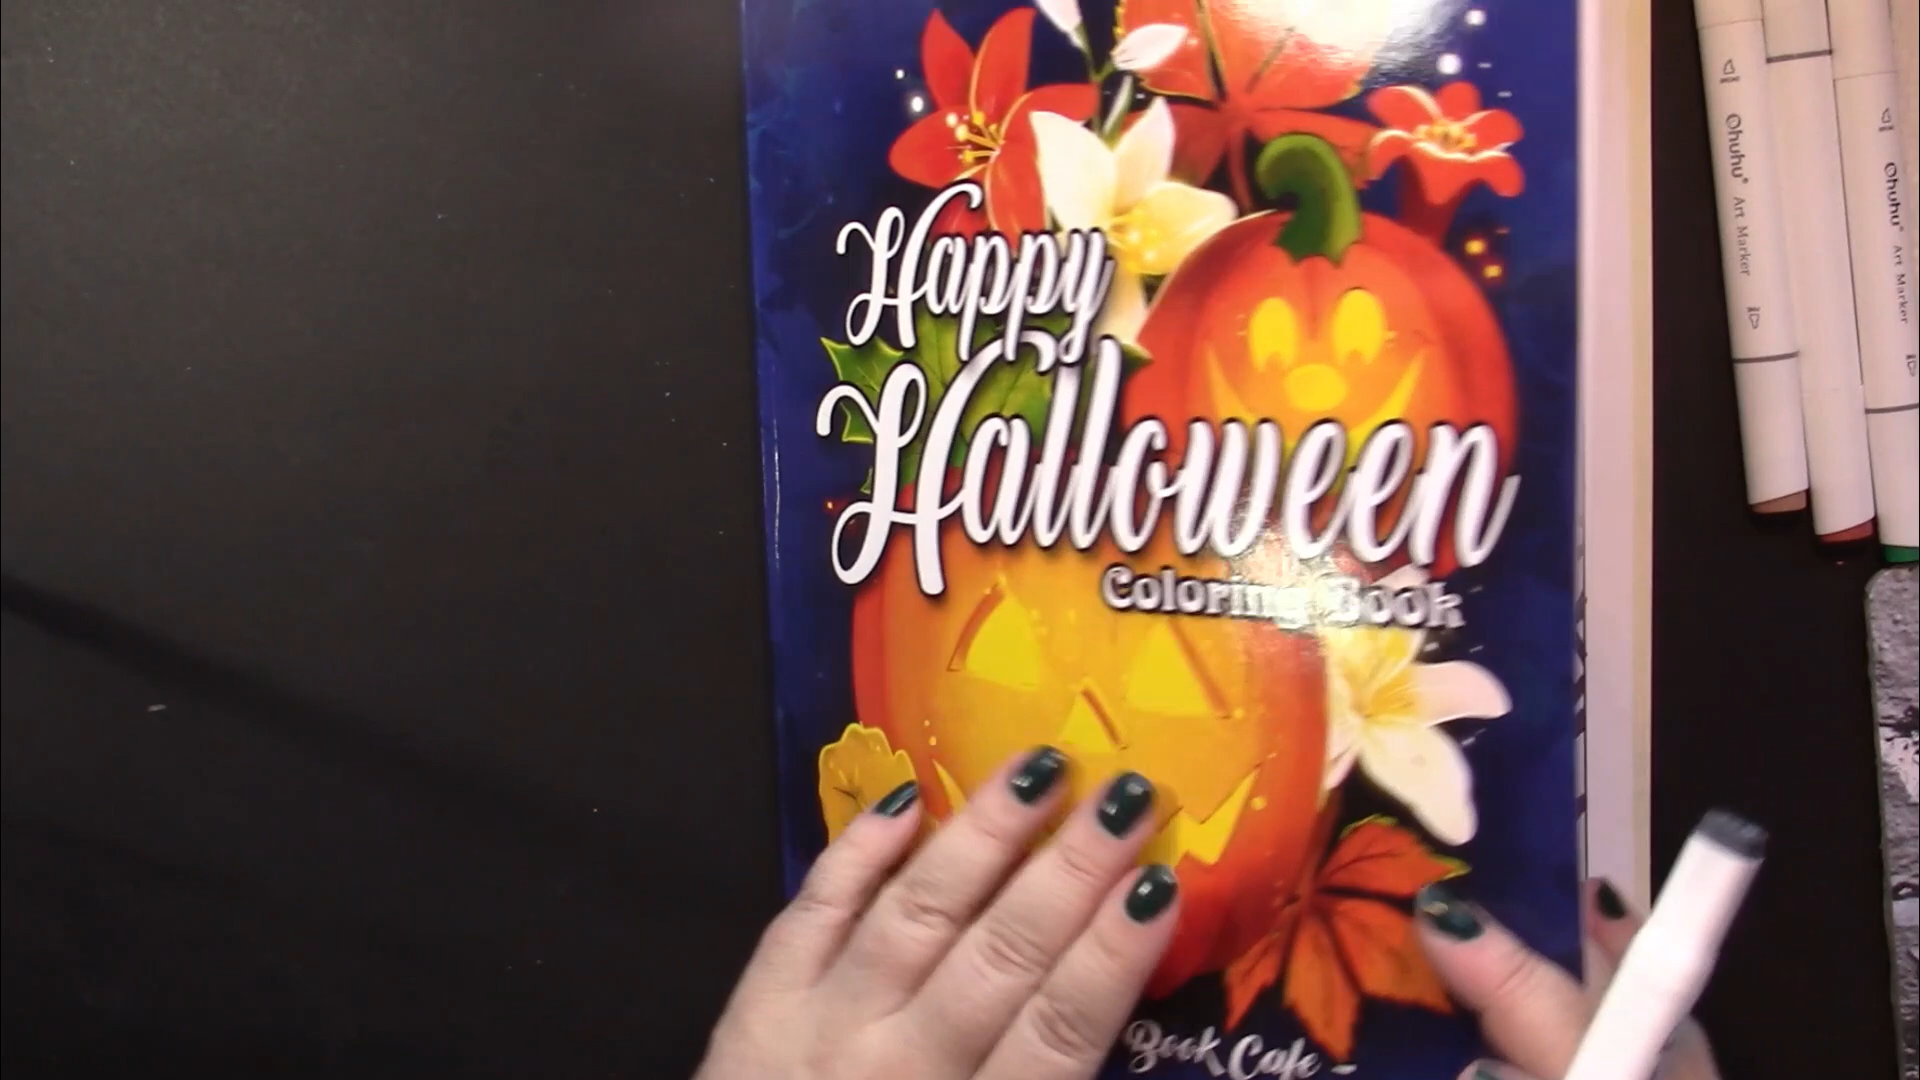 Happy
Halloween
Coloring Book
Book Cafe -
Ohuhu® Art Marker
Ohuhu® Art Marker